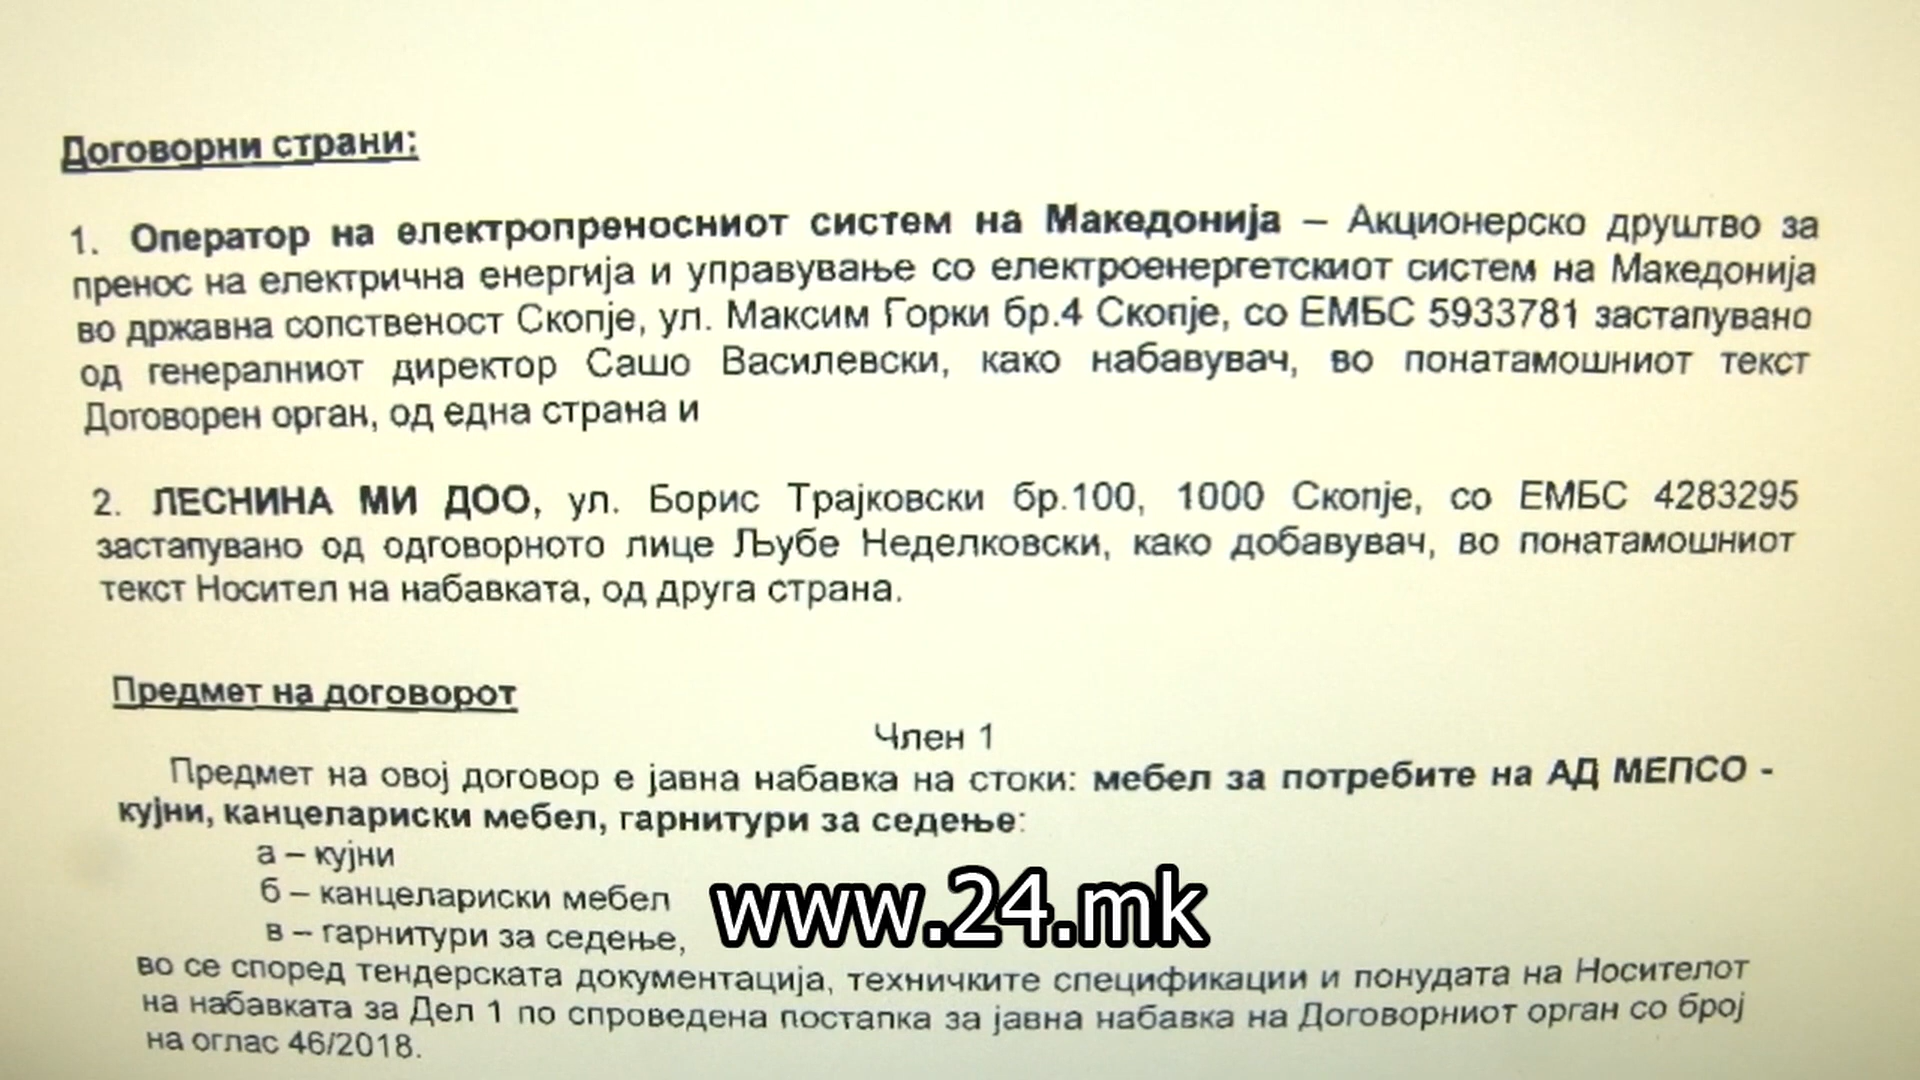 Договорни страни:
1. Оператор на електропреносниот систем на Македонија – Акционерско друштво за
пренос на електрична енергија и управување со електроенергетскиот систем на Македонија
во државна сопственост Скопје, ул. Максим Горки бр.4 Скопје, со ЕМБС 5933781 застапувано
од генералниот директор Сашо Василевски, како набавувач, во понатамошниот текст
Договорен орган, од една страна и
2. ЛЕСНИНА МИ ДОО, ул. Борис Трајковски бр.100, 1000 Скопје, со ЕМБС 4283295
застапувано од одговорното лице Љубе Неделковски, како добавувач, во понатамошниот
текст Носител на набавката, од друга страна.
Предмет на договорот
Член 1
Предмет на овој договор е јавна набавка на стоки: мебел за потребите на АД МЕПСО -
кујни, канцелариски мебел, гарнитури за седење:
а – кујни
б – канцелариски мебел
в – гарнитури за седење,
www.24.mk
во се според тендерската документација, техничките спецификации и понудата на Носителот
на набавката за Дел 1 по спроведена постапка за јавна набавка на Договорниот орган со број
на оглас 46/2018.